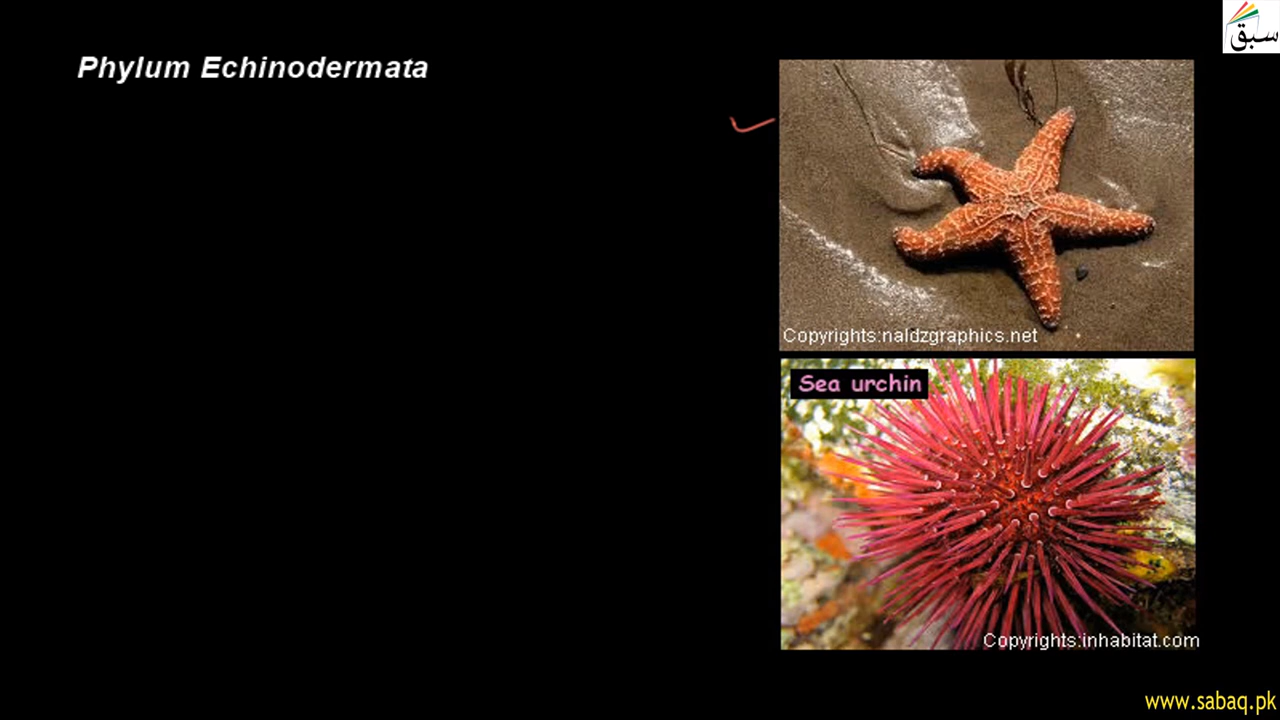 سبق
Phylum Echinodermata
Copyrights:naldzgraphics.net
Sea urchin
Copyrights:inhabitat.com
www.sabaq.pk